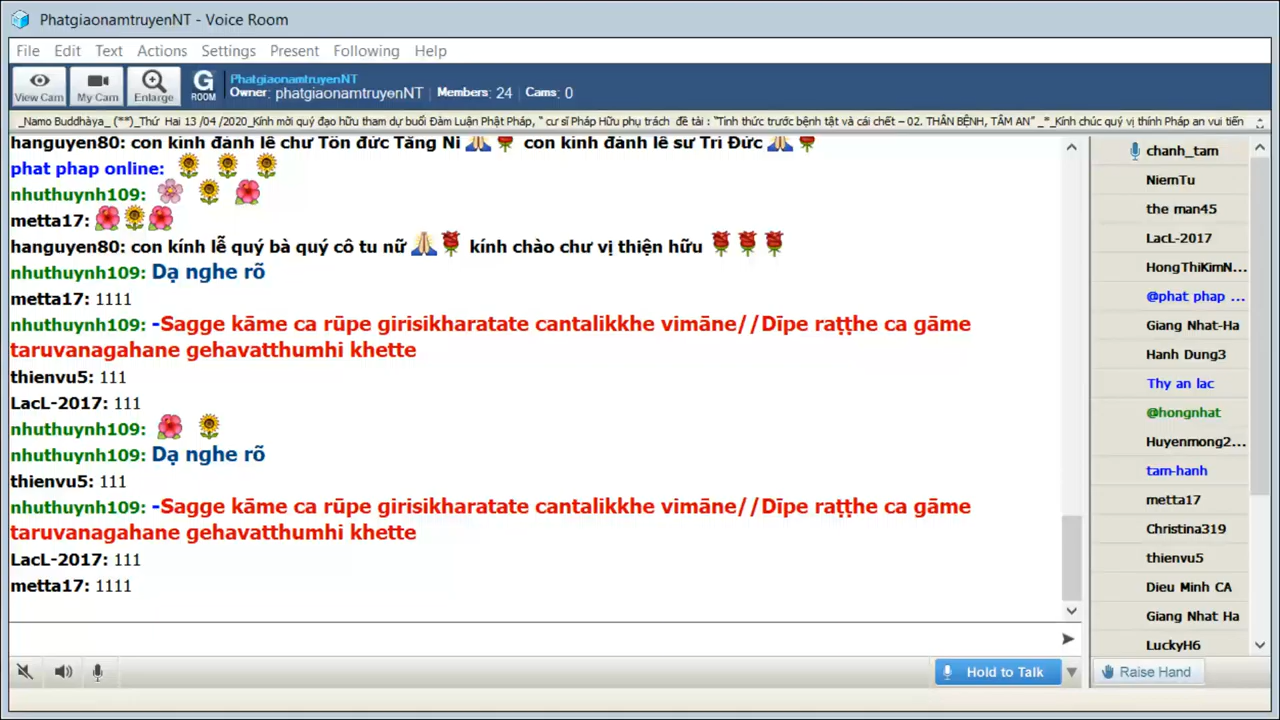 PhatgiaonamtruyenNT - Voice Room
File Edit Text Actions Settings Present Following Help
View Cam My Cam Enlarge G ROOM
PhatgiaonamtruyenNT
Owner: phatgiaonamtruyenNT | Members: 24 | Cams: 0
_Namo Buddhàya_ (**)_Thứ Hai 13 /04 /2020_Kính mời quý đạo hữu tham dự buổi Đàm Luận Phật Pháp, “ cư sĩ Pháp Hữu phụ trách đề tài : "Tỉnh thức trước bệnh tật và cái chết – 02. THÂN BỆNH, TÂM AN” _*_Kính chúc quý vị thính Pháp an vui tiến
hanguyen80: con kính đảnh lễ chư Tôn đức Tăng Ni 🙏🌹 con kính đảnh lễ sư Trí Đức 🙏🌹
phat phap online: 🌻 🌻 🌻
nhuthuynh109: 🌸 🌻 🌺
metta17: 🌺🌻🌺
hanguyen80: con kính lễ quý bà quý cô tu nữ 🙏🌹 kính chào chư vị thiện hữu 🌹 🌹 🌹
nhuthuynh109: Dạ nghe rõ
metta17: 1111
nhuthuynh109: -Sagge kāme ca rūpe girisikharatate cantalikkhe vimāne//Dīpe raṭṭhe ca gāme
taruvanagahane gehavatthumhi khette
thienvu5: 111
LacL-2017: 111
nhuthuynh109: 🌺 🌻
nhuthuynh109: Dạ nghe rõ
thienvu5: 111
nhuthuynh109: -Sagge kāme ca rūpe girisikharatate cantalikkhe vimāne//Dīpe raṭṭhe ca gāme
taruvanagahane gehavatthumhi khette
LacL-2017: 111
metta17: 1111
chanh_tam
NiemTu
the man45
LacL-2017
HongThiKimN...
@phat phap ...
Giang Nhat-Ha
Hanh Dung3
Thy an lac
@hongnhat
Huyenmong2...
tam-hanh
metta17
Christina319
thienvu5
Dieu Minh CA
Giang Nhat Ha
LuckyH6
Hold to Talk
Raise Hand